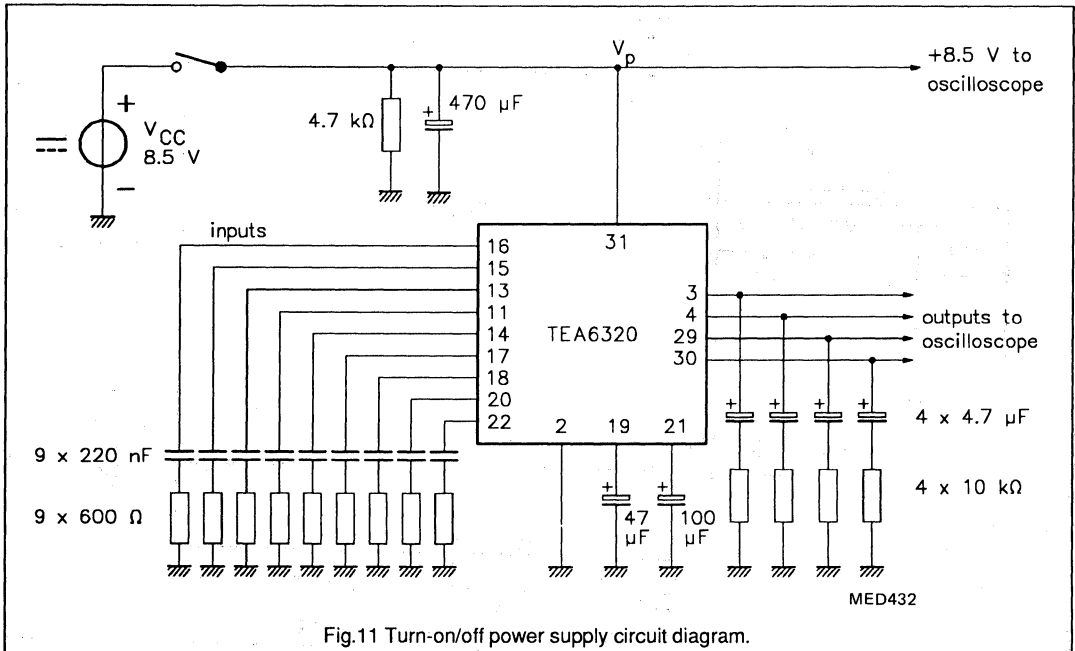 V_p
+8.5 V to
oscilloscope
+
470 µF
4.7 kΩ
+
V_CC
8.5 V
−
inputs
16
15
13
11
14
17
18
20
22
31
TEA6320
3
4
29
30
2
19
21
outputs to
oscilloscope
+
+
+
+
4 x 4.7 µF
4 x 10 kΩ
9 x 220 nF
9 x 600 Ω
+
47
µF
+
100
µF
MED432
Fig.11 Turn-on/off power supply circuit diagram.